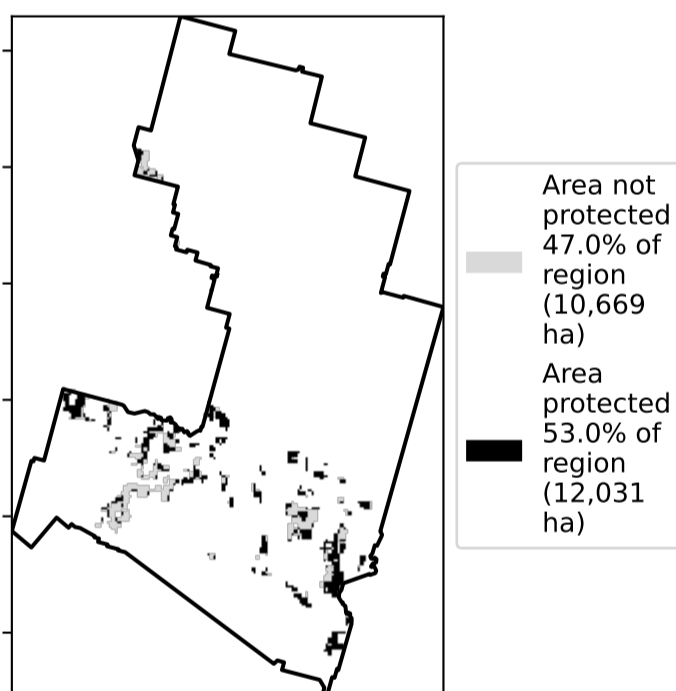 Area not
protected
47.0% of
region
(10,669
ha)
Area
protected
53.0% of
region
(12,031
ha)